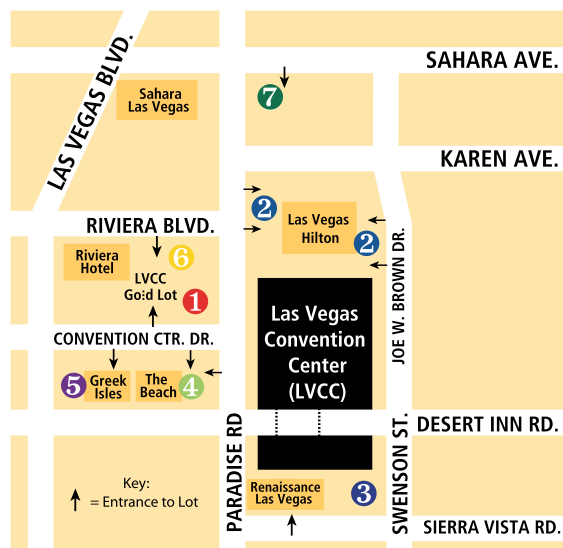 SAHARA AVE.
LAS VEGAS BLVD.
Sahara
Las Vegas
7
KAREN AVE.
RIVIERA BLVD.
2
Las Vegas
Hilton
2
Riviera
Hotel
6
LVCC
Gold Lot
1
JOE W. BROWN DR.
Las Vegas
Convention
Center
(LVCC)
CONVENTION CTR. DR.
5
Greek
Isles
The
Beach
4
DESERT INN RD.
PARADISE RD
SWENSON ST.
Key:
= Entrance to Lot
Renaissance
Las Vegas
3
SIERRA VISTA RD.